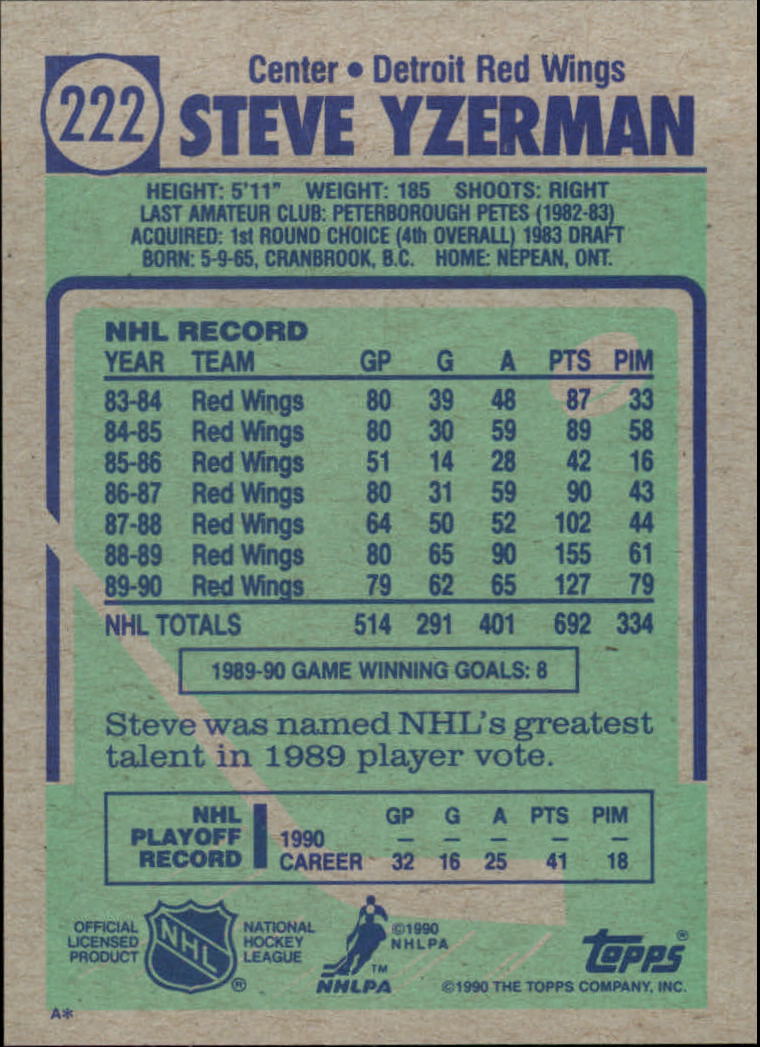 222
Center • Detroit Red Wings
STEVE YZERMAN
HEIGHT: 5'11" WEIGHT: 185 SHOOTS: RIGHT
LAST AMATEUR CLUB: PETERBOROUGH PETES (1982-83)
ACQUIRED: 1st ROUND CHOICE (4th OVERALL) 1983 DRAFT
BORN: 5-9-65, CRANBROOK, B.C. HOME: NEPEAN, ONT.
NHL RECORD
YEAR TEAM GP G A PTS PIM
83-84 Red Wings 80 39 48 87 33
84-85 Red Wings 80 30 59 89 58
85-86 Red Wings 51 14 28 42 16
86-87 Red Wings 80 31 59 90 43
87-88 Red Wings 64 50 52 102 44
88-89 Red Wings 80 65 90 155 61
89-90 Red Wings 79 62 65 127 79
NHL TOTALS 514 291 401 692 334
1989-90 GAME WINNING GOALS: 8
Steve was named NHL's greatest
talent in 1989 player vote.
NHL
PLAYOFF
RECORD
GP G A PTS PIM
1990 – – – – –
CAREER 32 16 25 41 18
OFFICIAL
LICENSED
PRODUCT
NHL
®
NATIONAL
HOCKEY
LEAGUE
TM
NHLPA
©1990
NHLPA
topps®
©1990 THE TOPPS COMPANY, INC.
A*